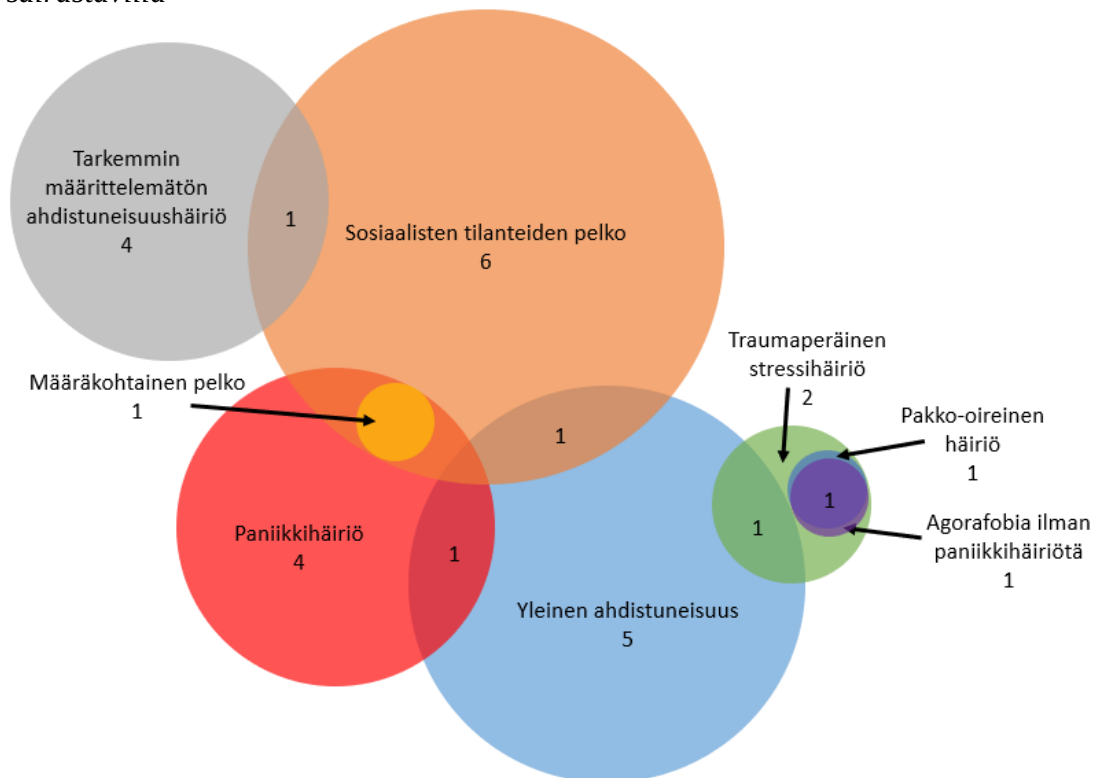 Tarkemmin
määrittelemätön
ahdistuneisuushäiriö
4
1
Sosiaalisten tilanteiden pelko
6
Määräkohtainen pelko
1
Traumaperäinen
stressihäiriö
2
Pakko-oireinen
häiriö
1
1
1
1
Agorafobia ilman
paniikkihäiriötä
1
Paniikkihäiriö
4
1
Yleinen ahdistuneisuus
5